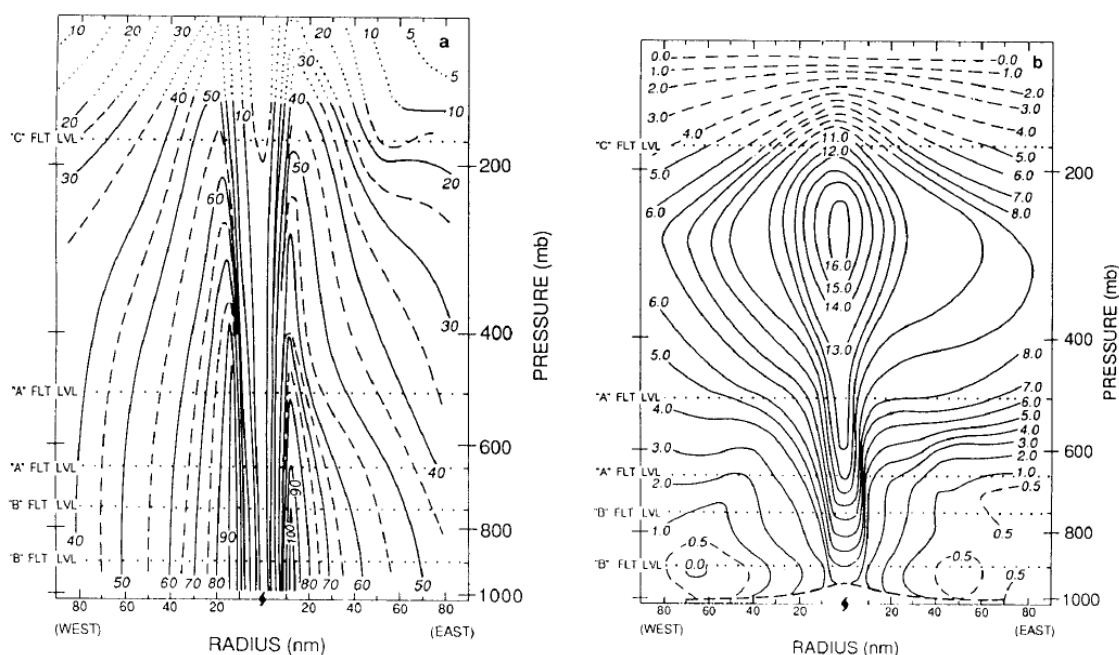 10 20 30 20 10 5
a
30 40 50 10 40 30 5 10
20
"C" FLT LVL
30 60 50 20
200
400
30
"A" FLT LVL
600
"A" FLT LVL
90 40
"B" FLT LVL
800
40 90 100
"B" FLT LVL
50 60 70 80 80 70 60 50
1000
80 60 40 20 20 40 60 80
(WEST) (EAST)
RADIUS (nm)
PRESSURE (mb)
0.0 -0.0 b
1.0 1.0
2.0 2.0
3.0 3.0
4.0 11.0 4.0
"C" FLT LVL 12.0 5.0
5.0 6.0 200
6.0 7.0
8.0
16.0
15.0
6.0 14.0
5.0 13.0 400
8.0
"A" FLT LVL 7.0
4.0 6.0
5.0
4.0
3.0 3.0 600
2.0
"A" FLT LVL 1.0
2.0 0.5
"B" FLT LVL
1.0 800
0.5 0.5
"B" FLT LVL 0.0 0.5
1000
80 60 40 20 20 40 60 80
(WEST) (EAST)
RADIUS (nm)
PRESSURE (mb)